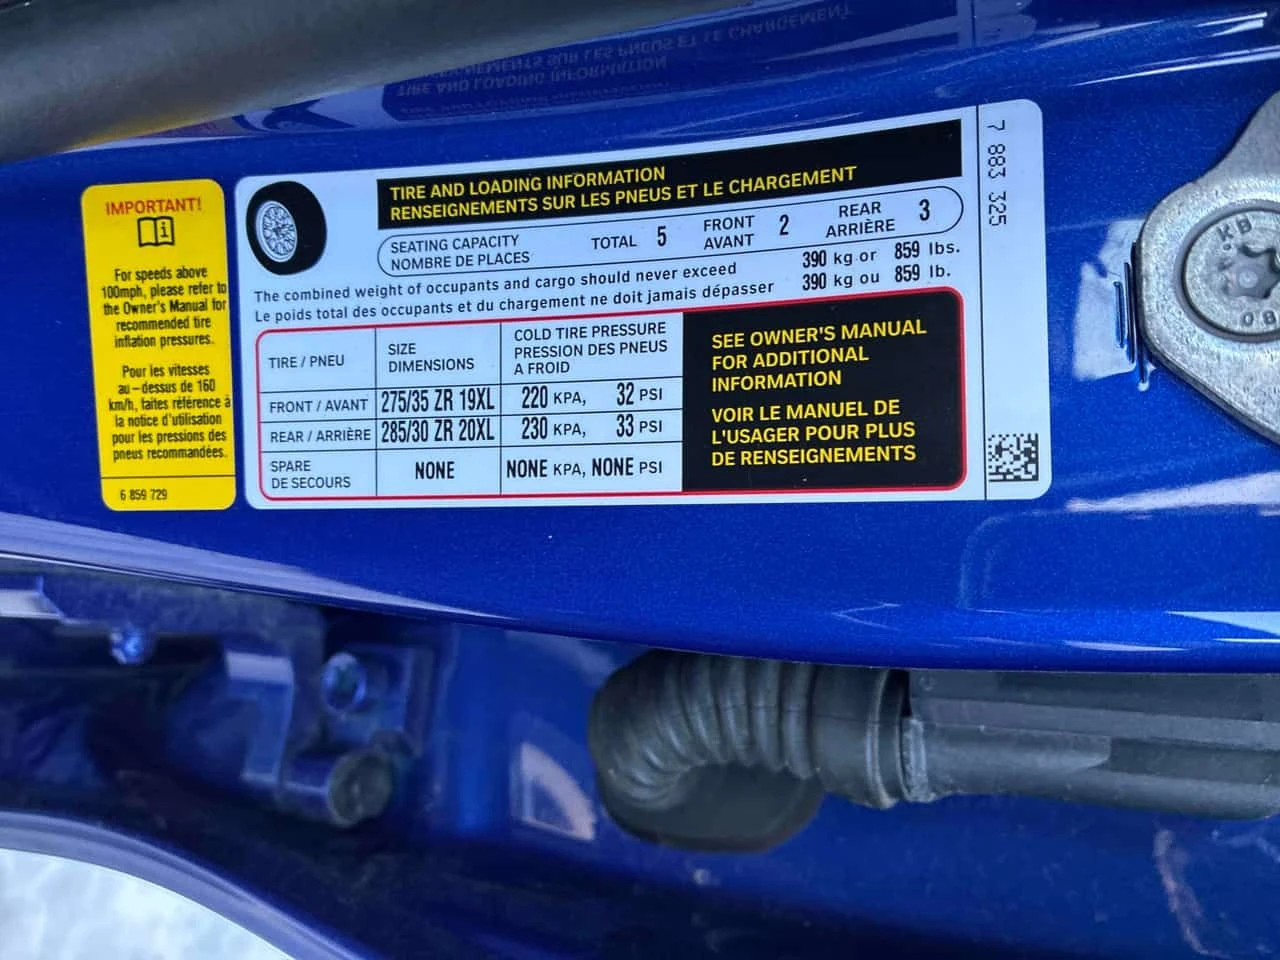 IMPORTANT!
For speeds above
100mph, please refer to
the Owner's Manual for
recommended tire
inflation pressures.
Pour les vitesses
au-dessus de 160
km/h, faites référence à
la notice d'utilisation
pour les pressions des
pneus recommandées.
6 859 729
TIRE AND LOADING INFORMATION
RENSEIGNEMENTS SUR LES PNEUS ET LE CHARGEMENT
SEATING CAPACITY
NOMBRE DE PLACES
TOTAL 5
FRONT
AVANT
2
REAR
ARRIÈRE
3
The combined weight of occupants and cargo should never exceed 390 kg or 859 lbs.
Le poids total des occupants et du chargement ne doit jamais dépasser 390 kg ou 859 lb.
TIRE / PNEU
SIZE
DIMENSIONS
COLD TIRE PRESSURE
PRESSION DES PNEUS
A FROID
FRONT / AVANT 275/35 ZR 19XL 220 KPA, 32 PSI
REAR / ARRIÈRE 285/30 ZR 20XL 230 KPA, 33 PSI
SPARE
DE SECOURS
NONE NONE KPA, NONE PSI
SEE OWNER'S MANUAL
FOR ADDITIONAL
INFORMATION
VOIR LE MANUEL DE
L'USAGER POUR PLUS
DE RENSEIGNEMENTS
7 883 325
KB
08